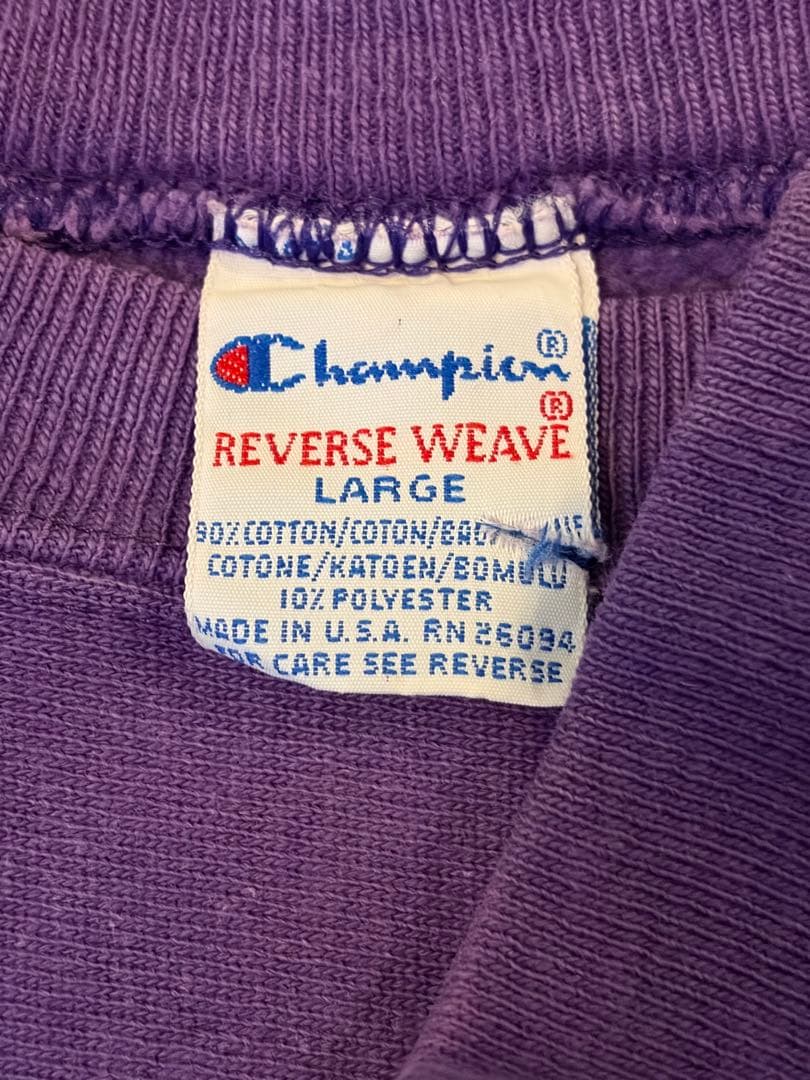 Champion®
REVERSE WEAVE®
LARGE
90% COTTON/COTON/
COTONE/KATOEN/BOMULD
10% POLYESTER
MADE IN U.S.A. RN 26094
FOR CARE SEE REVERSE